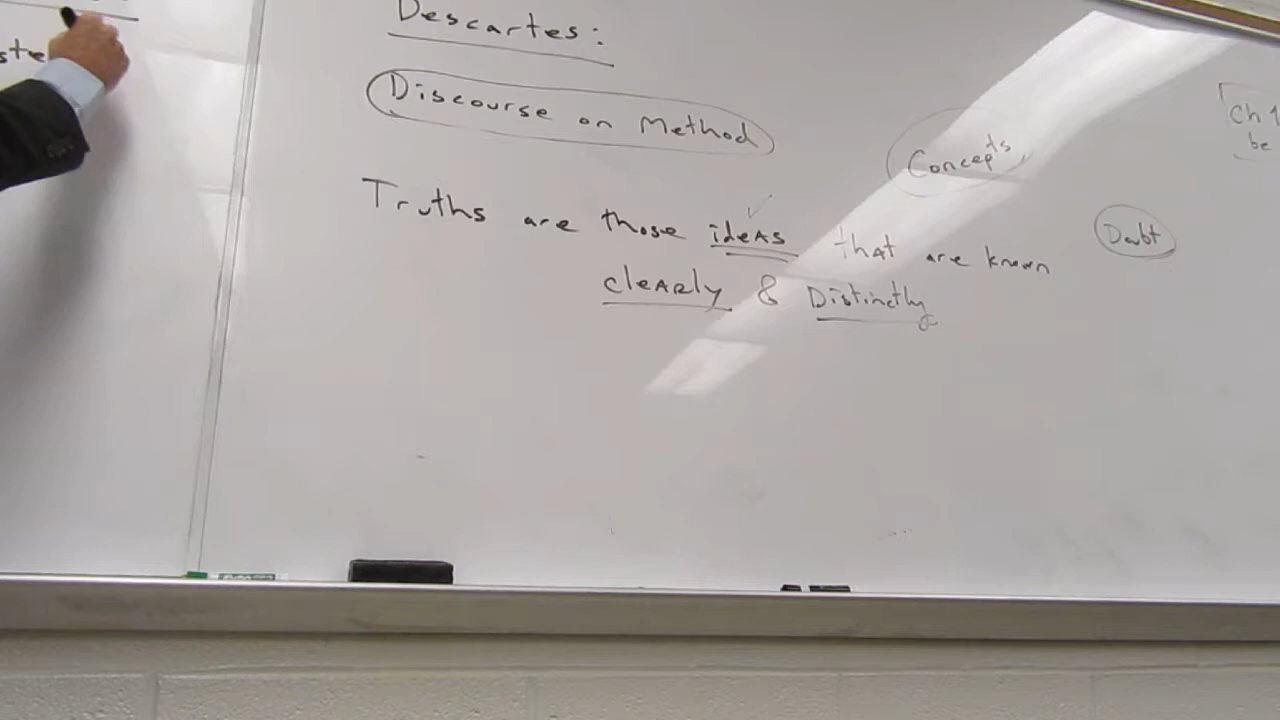 Descartes:
Discourse on Method
Concepts
Truths are those ideas that are known
clearly & Distinctly
Doubt
Ch 1
be